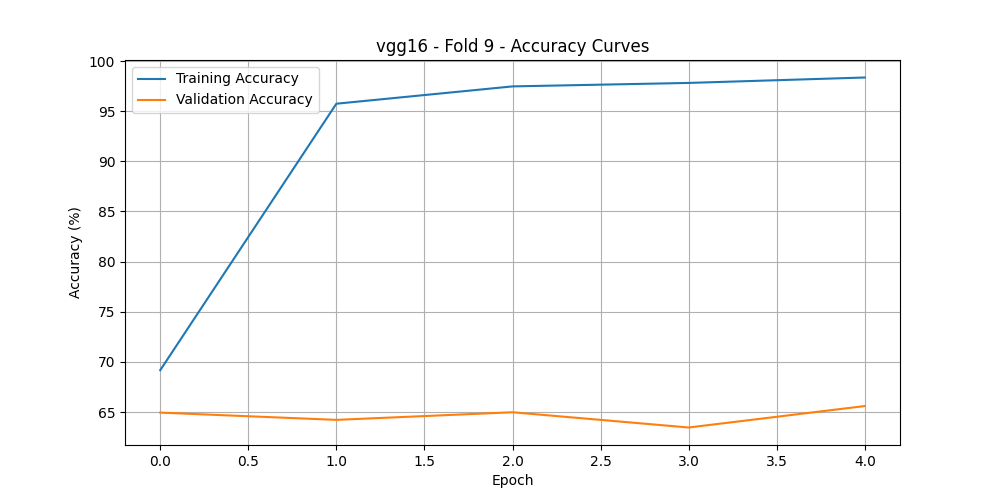 vgg16 - Fold 9 - Accuracy Curves
Training Accuracy
Validation Accuracy
Accuracy (%)
100
95
90
85
80
75
70
65
0.0 0.5 1.0 1.5 2.0 2.5 3.0 3.5 4.0
Epoch